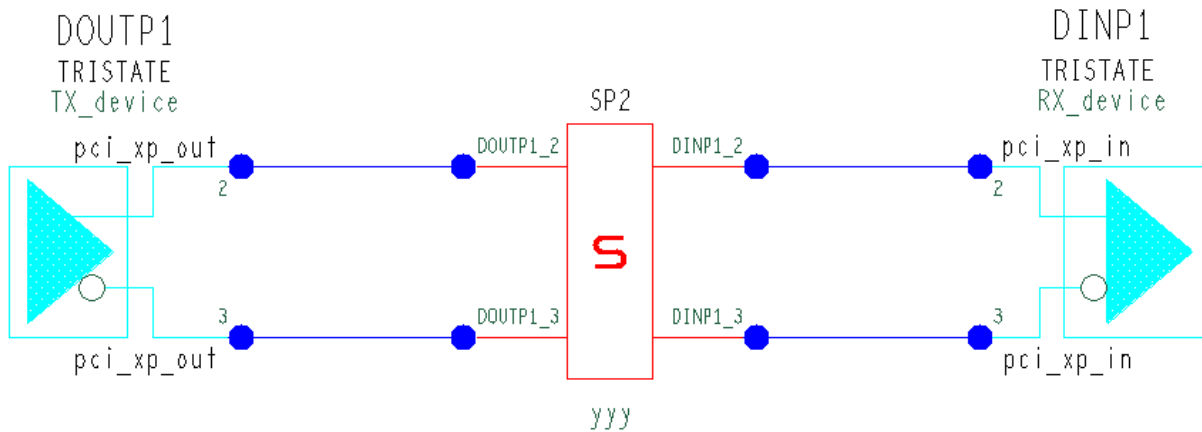 DOUTP1
TRISTATE
TX_device
pci_xp_out
2
3
pci_xp_out
SP2
DOUTP1_2
DINP1_2
S
DOUTP1_3
DINP1_3
yyy
DINP1
TRISTATE
RX_device
pci_xp_in
2
3
pci_xp_in